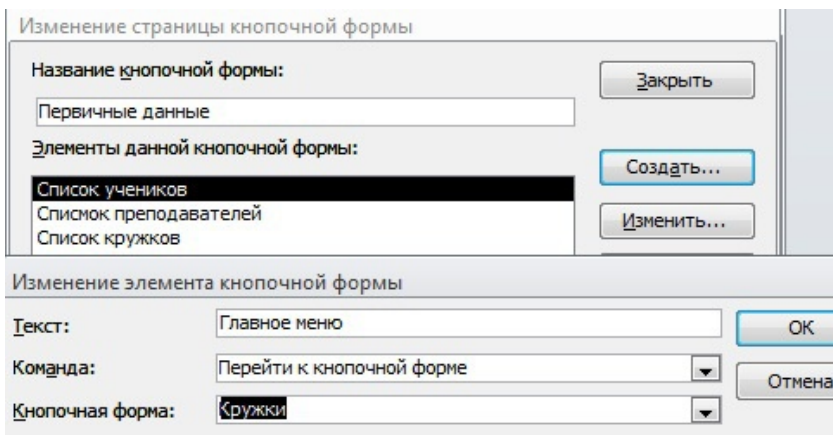 Изменение страницы кнопочной формы
Название кнопочной формы:
Закрыть
Первичные данные
Элементы данной кнопочной формы:
Создать...
Список учеников
Списмок преподавателей
Изменить...
Список кружков
Изменение элемента кнопочной формы
Текст:
Главное меню
ОК
Команда:
Перейти к кнопочной форме
Отмена
Кнопочная форма:
Кружки